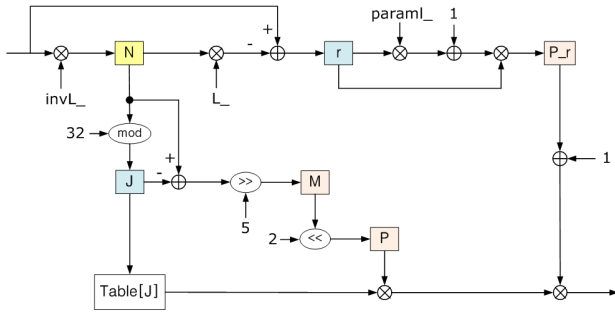 paramI_
1
+
-
+
N
r
P_r
invL_
L_
32
mod
+
1
J
-
>>
M
5
2
<<
P
Table[J]